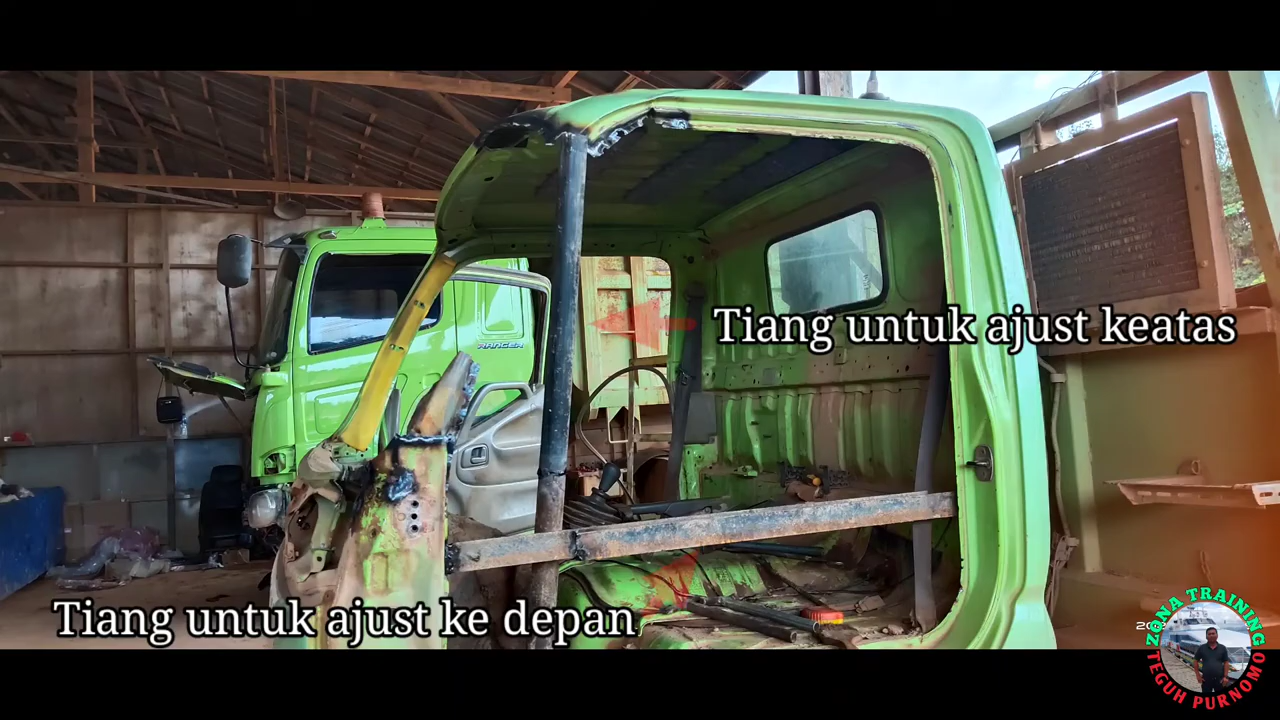 RANGER
Tiang untuk ajust keatas
Tiang untuk ajust ke depan
ZONA TRAINING
TEGUH PURNOMO